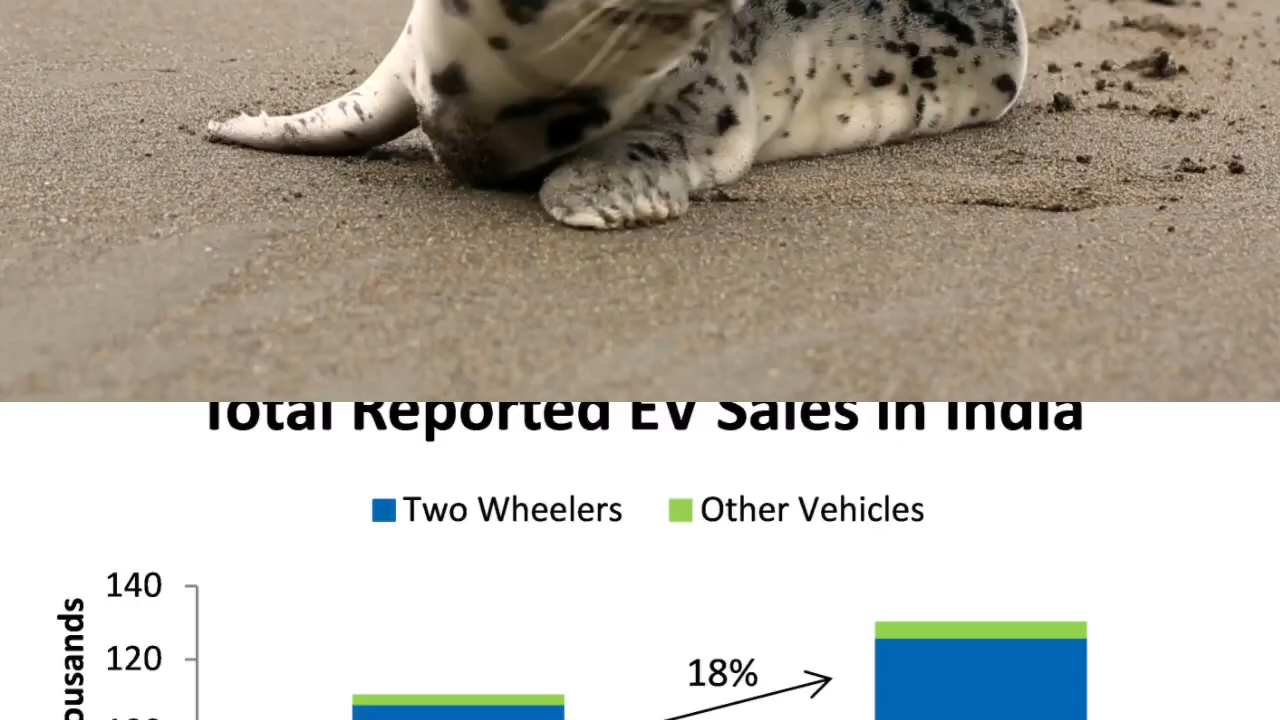 Total Reported EV Sales in India
Two Wheelers
Other Vehicles
140
120
18%